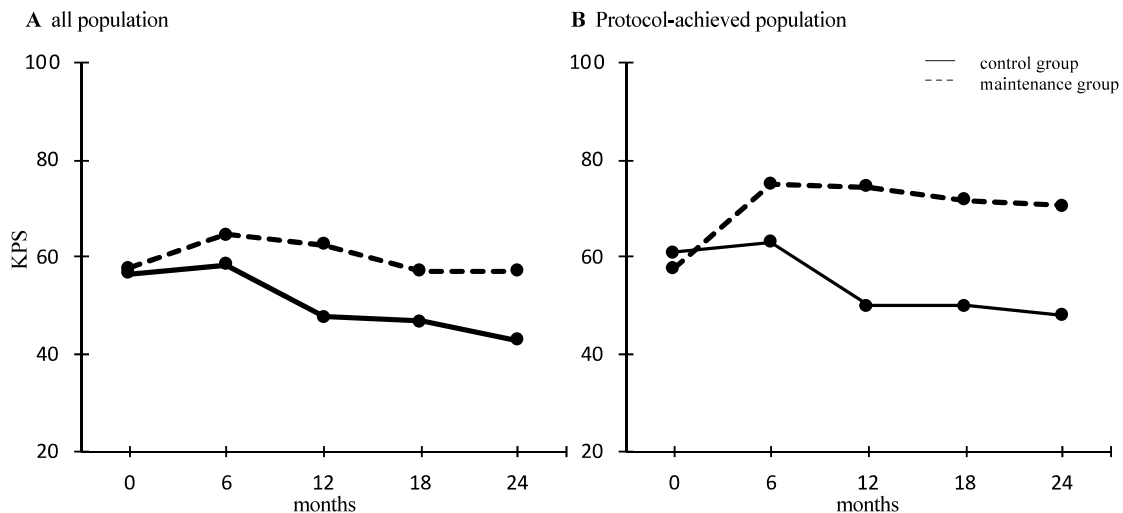 A all population
B Protocol-achieved population
100
80
60
40
20
KPS
0 6 12 18 24
months
100
80
60
40
20
control group
maintenance group
0 6 12 18 24
months